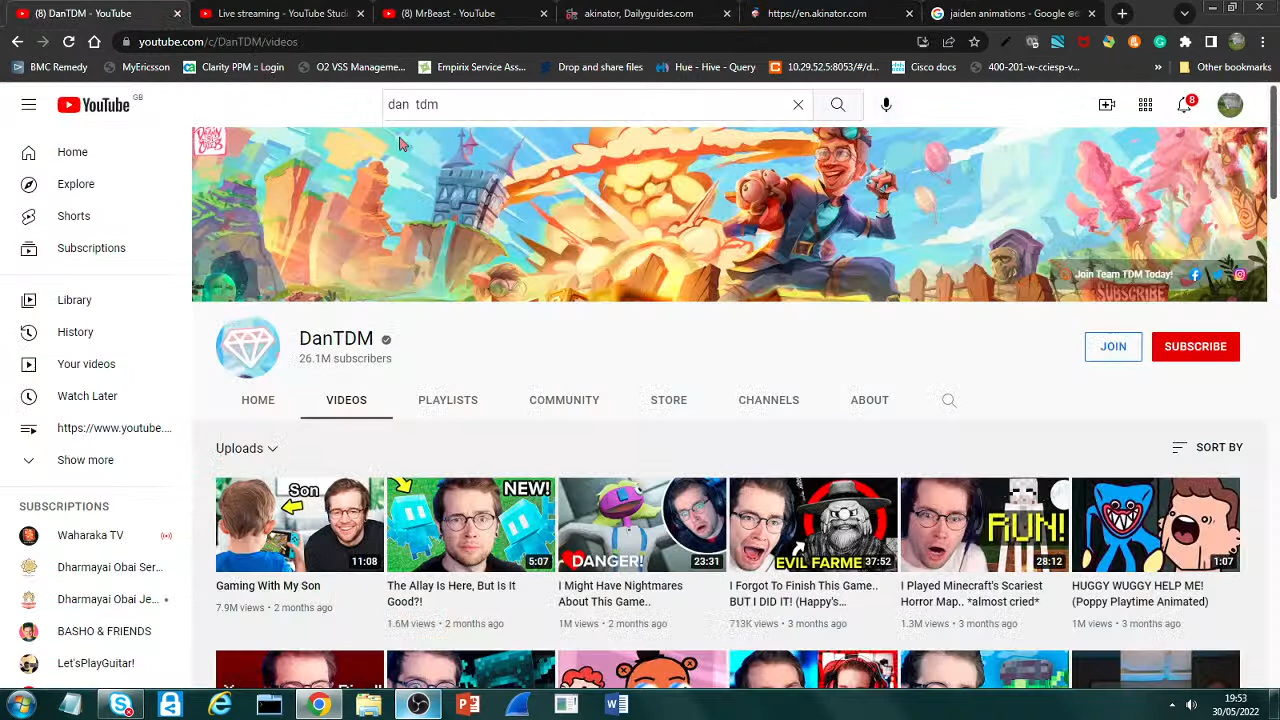 (8) DanTDM - YouTube
Live streaming - YouTube Studio
(8) MrBeast - YouTube
akinator, Dailyguides.com
https://en.akinator.com
jaiden animations - Google
youtube.com/c/DanTDM/videos
BMC Remedy
MyEricsson
Clarity PPM :: Login
O2 VSS Manageme...
Empirix Service Ass...
Drop and share files
Hue - Hive - Query
10.29.52.5:8053/#/d...
Cisco docs
400-201-w-cciesp-v...
Other bookmarks
YouTube GB
dan tdm
8
Home
Explore
Shorts
Subscriptions
Library
History
Your videos
Watch Later
https://www.youtube....
Show more
SUBSCRIPTIONS
Waharaka TV
Dharmayai Obai Ser...
Dharmayai Obai Je...
BASHO & FRIENDS
Let'sPlayGuitar!
Join Team TDM Today!
SUBSCRIBE
DanTDM
26.1M subscribers
JOIN
SUBSCRIBE
HOME
VIDEOS
PLAYLISTS
COMMUNITY
STORE
CHANNELS
ABOUT
Uploads
SORT BY
Son
11:08
Gaming With My Son
7.9M views • 2 months ago
NEW!
5:07
The Allay Is Here, But Is It
Good?!
1.6M views • 2 months ago
DANGER!
23:31
I Might Have Nightmares
About This Game..
1M views • 2 months ago
EVIL FARME
37:52
I Forgot To Finish This Game..
BUT I DID IT! (Happy's...
713K views • 3 months ago
RUN!
28:12
I Played Minecraft's Scariest
Horror Map.. *almost cried*
1.3M views • 3 months ago
1:07
HUGGY WUGGY HELP ME!
(Poppy Playtime Animated)
1M views • 3 months ago
19:53
30/05/2022